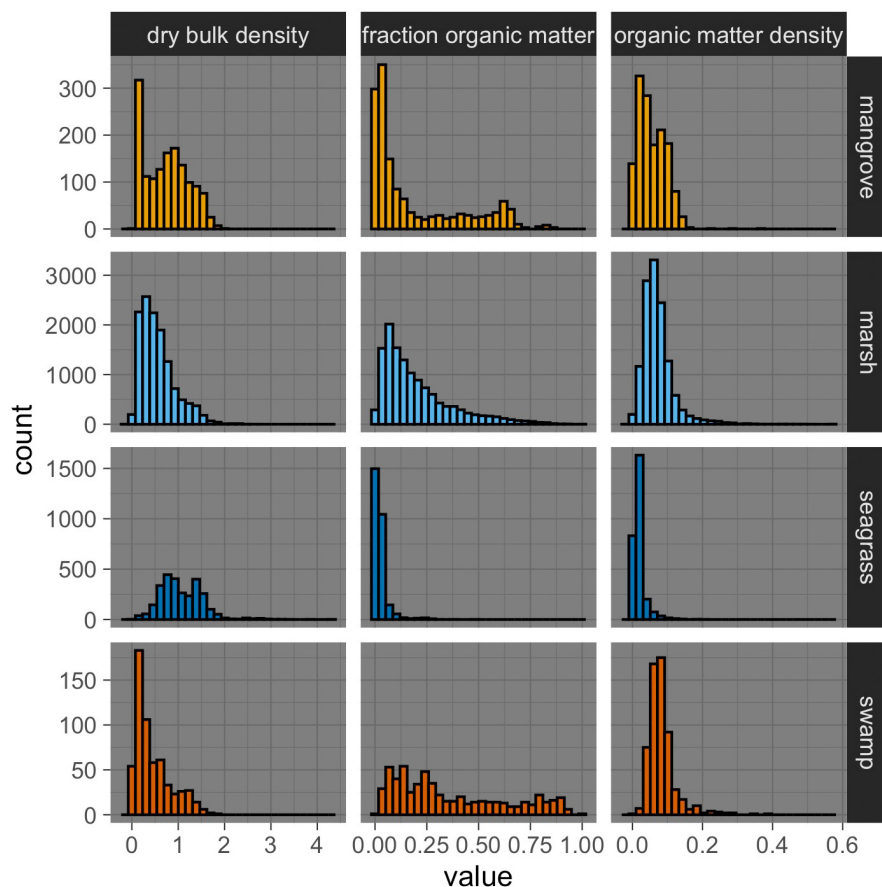 dry bulk density fraction organic matter organic matter density
300
200
100
0
mangrove
3000
2000
1000
0
marsh
count
1500
1000
500
0
seagrass
150
100
50
0
swamp
0 1 2 3 4 0.00 0.25 0.50 0.75 1.00 0.0 0.2 0.4 0.6
value